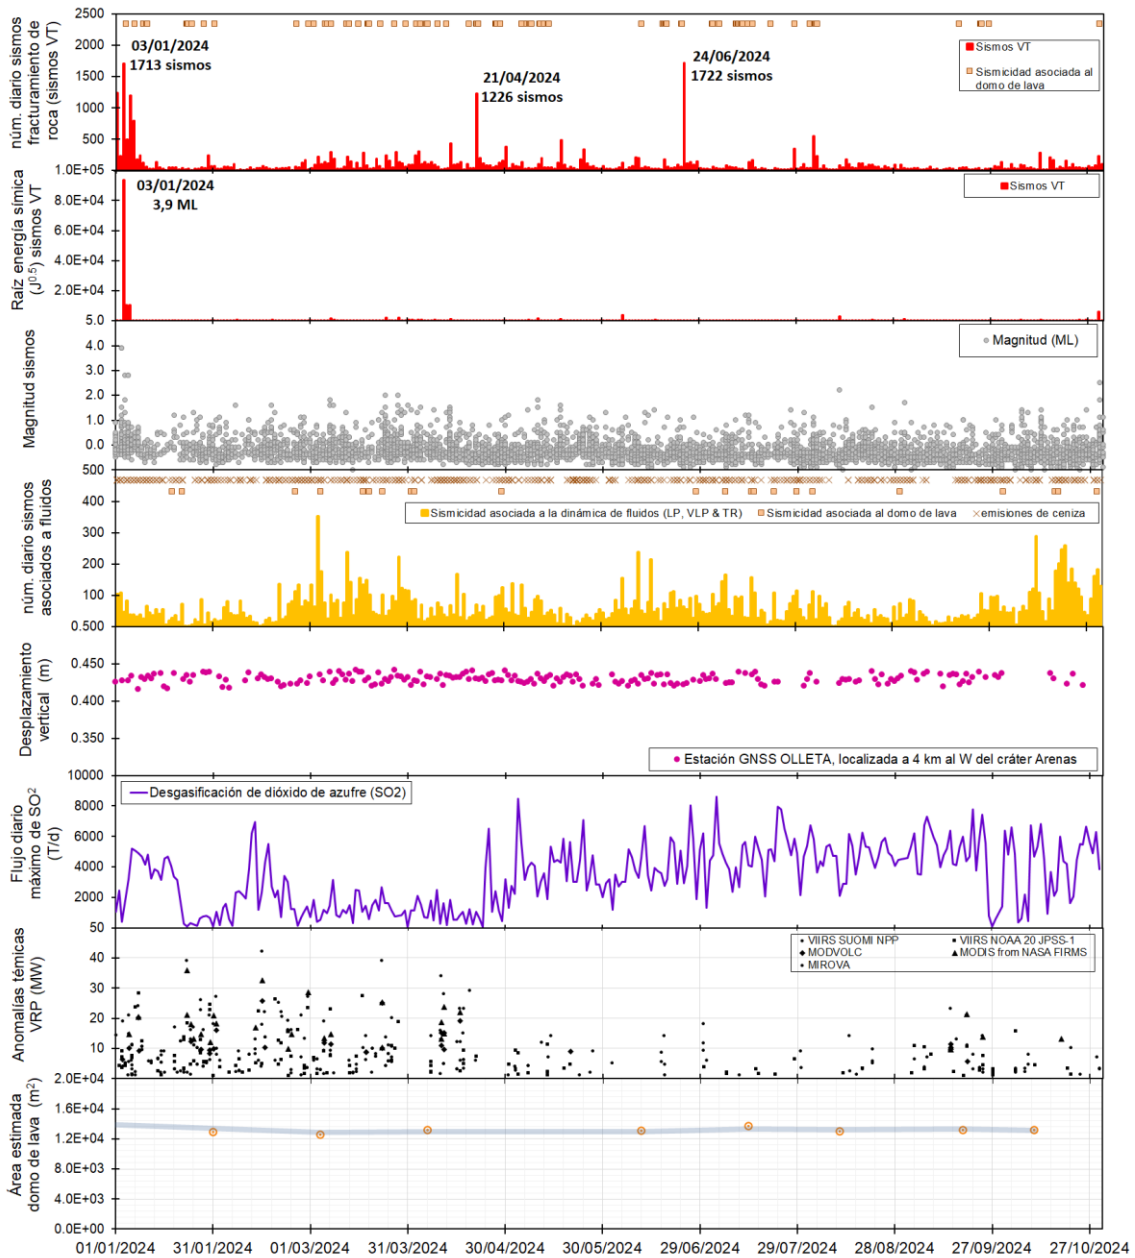 núm. diario sismos
fracturamiento de
roca (sismos VT)
2500
2000
1500
1000
500
1.0E+05
03/01/2024
1713 sismos
21/04/2024
1226 sismos
24/06/2024
1722 sismos
Sismos VT
Sismicidad asociada al
domo de lava
Raíz energía símica
(J0.5) sismos VT
8.0E+04
6.0E+04
4.0E+04
2.0E+04
5.0
03/01/2024
3,9 ML
Sismos VT
Magnitud sismos
4.0
3.0
2.0
1.0
0.0
500
Magnitud (ML)
núm. diario sismos
asociados a fluidos
400
300
200
100
0.500
Sismicidad asociada a la dinámica de fluidos (LP, VLP & TR)
Sismicidad asociada al domo de lava
emisiones de ceniza
Desplazamiento
vertical (m)
0.450
0.400
0.350
10000
Estación GNSS OLLETA, localizada a 4 km al W del cráter Arenas
Flujo diario
máximo de SO2
(T/d)
8000
6000
4000
2000
50
Desgasificación de dióxido de azufre (SO2)
Anomalías témicas
VRP (MW)
40
30
20
10
2.0E+04
VIIRS SUOMI NPP
VIIRS NOAA 20 JPSS-1
MODVOLC
MODIS from NASA FIRMS
MIROVA
Área estimada
domo de lava (m2)
1.6E+04
1.2E+04
8.0E+03
4.0E+03
0.0E+00
01/01/2024
31/01/2024
01/03/2024
31/03/2024
30/04/2024
30/05/2024
29/06/2024
29/07/2024
28/08/2024
27/09/2024
27/10/2024